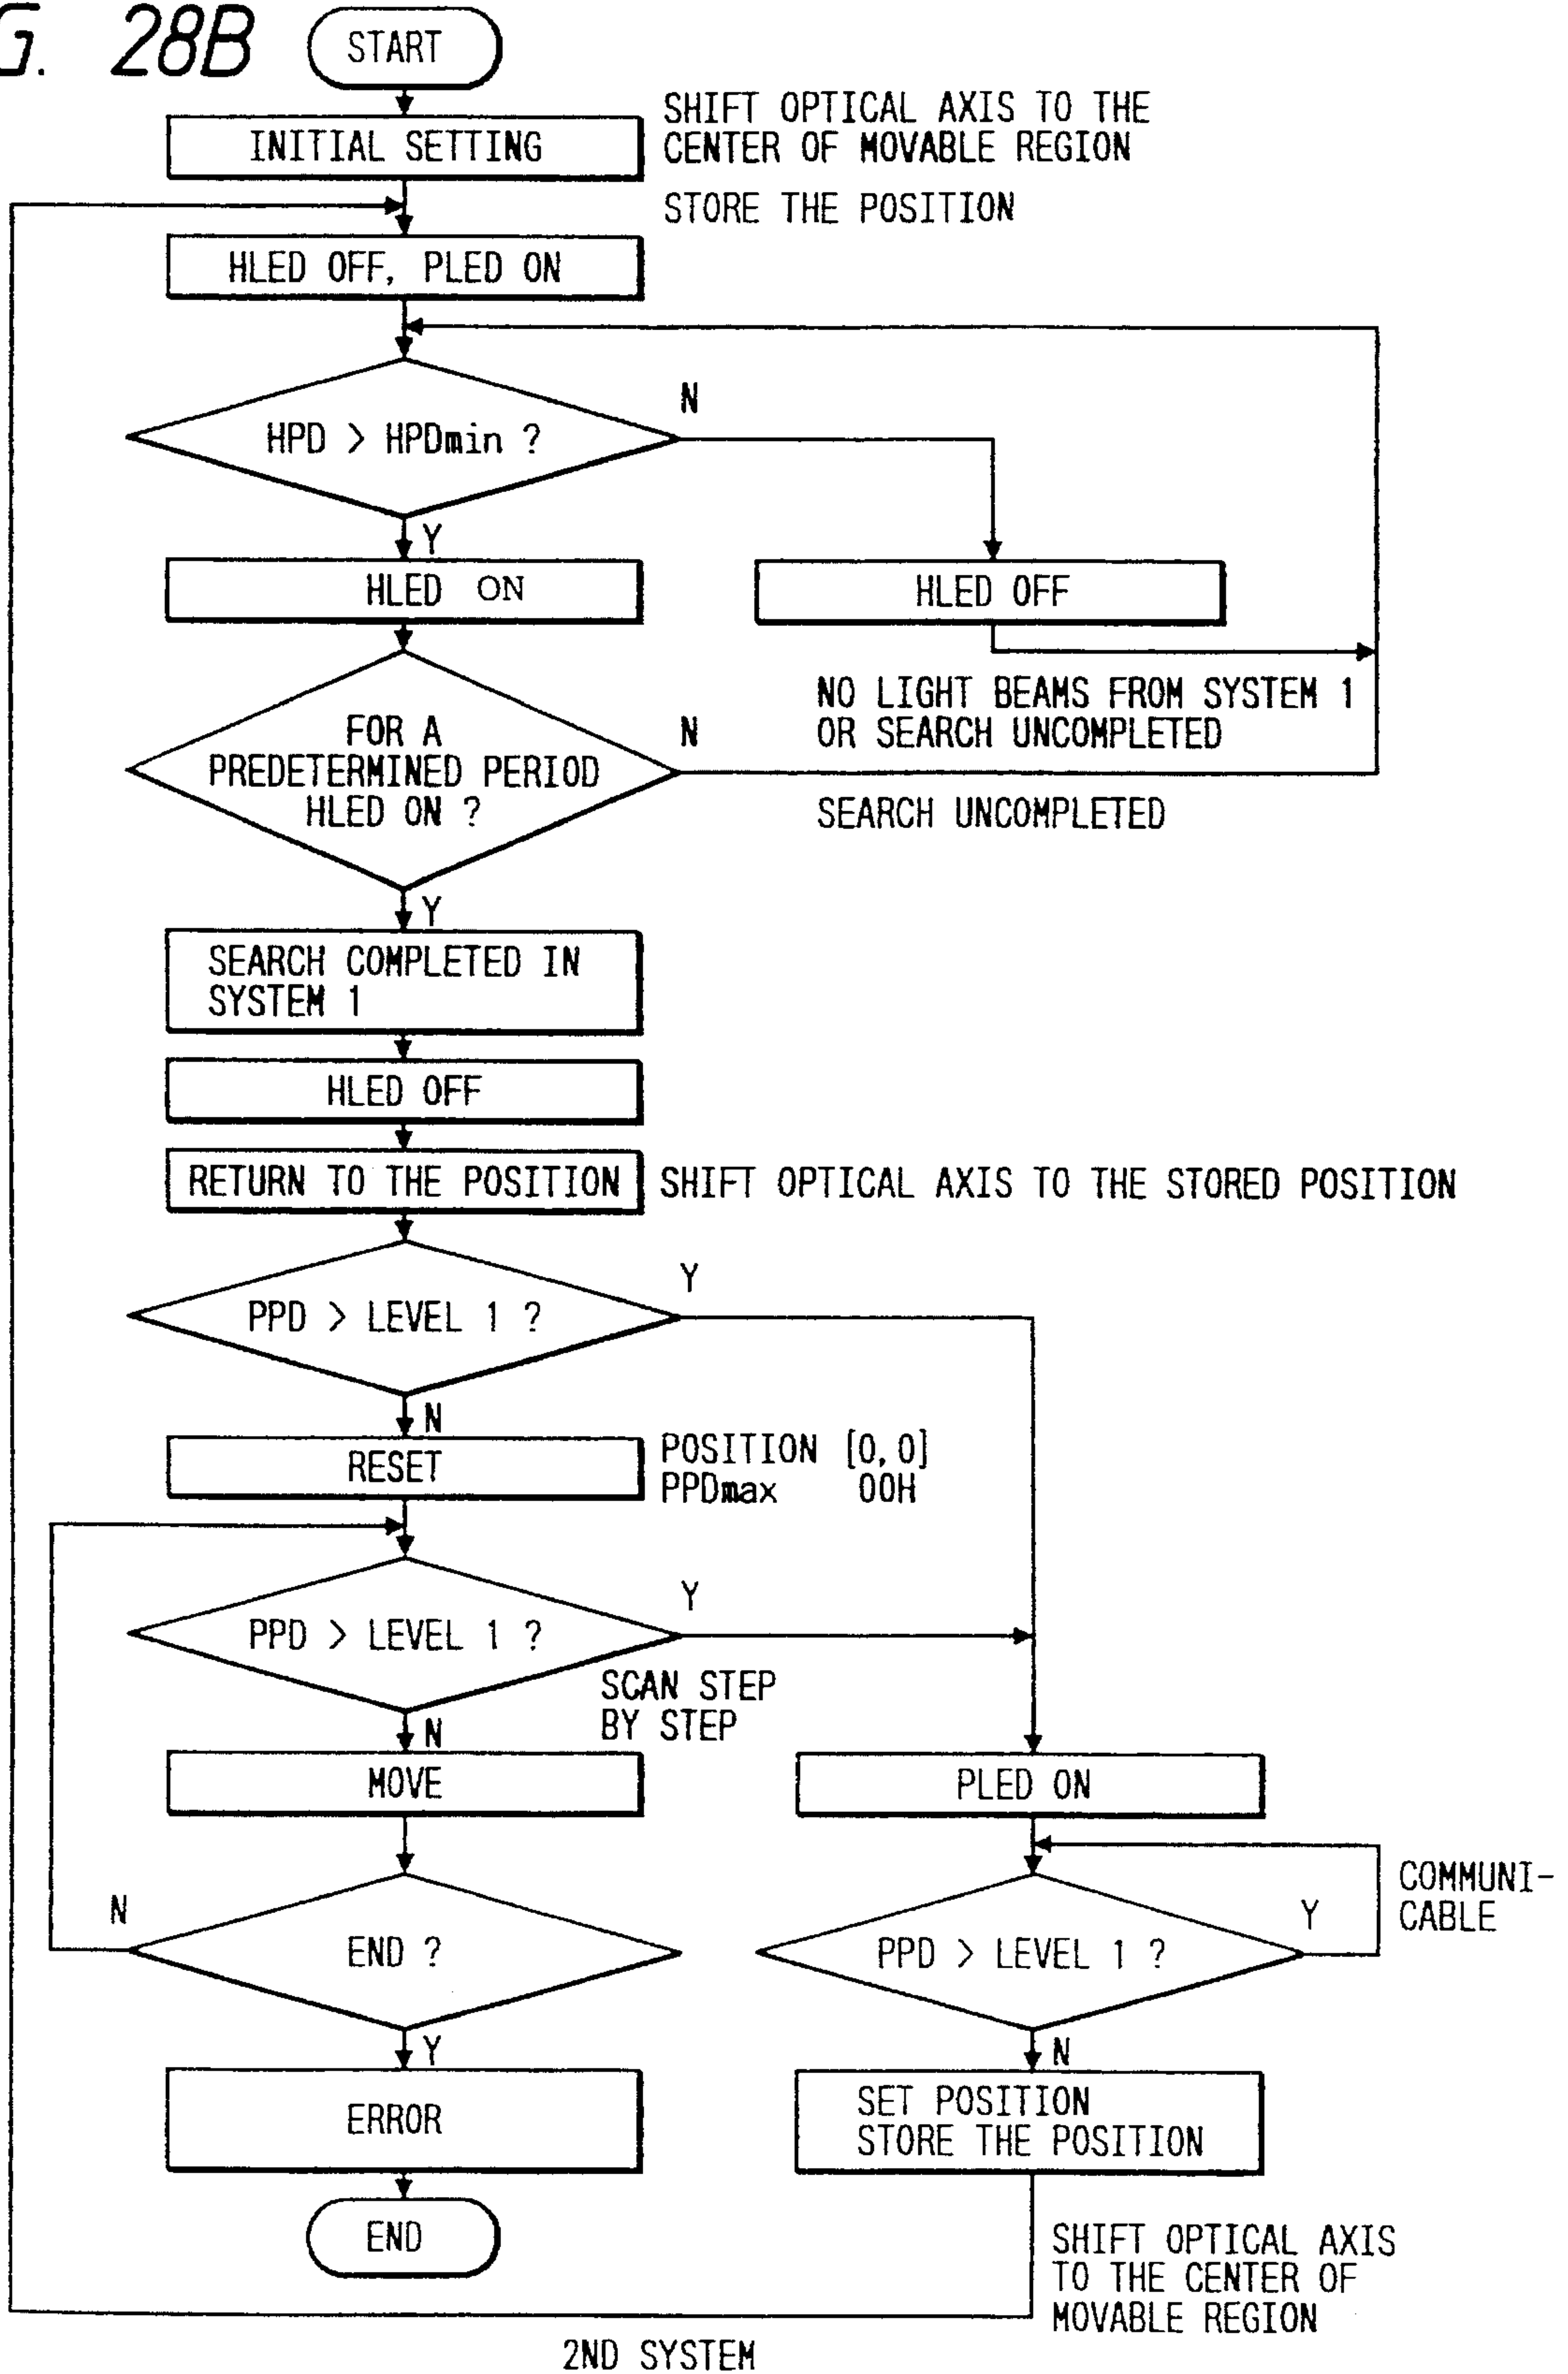 G. 28B
START
INITIAL SETTING
SHIFT OPTICAL AXIS TO THE
CENTER OF MOVABLE REGION
STORE THE POSITION
HLED OFF, PLED ON
HPD > HPDmin ?
N
Y
HLED ON
HLED OFF
NO LIGHT BEAMS FROM SYSTEM 1
OR SEARCH UNCOMPLETED
FOR A
PREDETERMINED PERIOD
HLED ON ?
N
SEARCH UNCOMPLETED
Y
SEARCH COMPLETED IN
SYSTEM 1
HLED OFF
RETURN TO THE POSITION
SHIFT OPTICAL AXIS TO THE STORED POSITION
PPD > LEVEL 1 ?
Y
N
RESET
POSITION [0,0]
PPDmax 00H
PPD > LEVEL 1 ?
Y
SCAN STEP
BY STEP
N
MOVE
PLED ON
END ?
N
Y
PPD > LEVEL 1 ?
Y
COMMUNI-
CABLE
N
ERROR
SET POSITION
STORE THE POSITION
END
SHIFT OPTICAL AXIS
TO THE CENTER OF
MOVABLE REGION
2ND SYSTEM